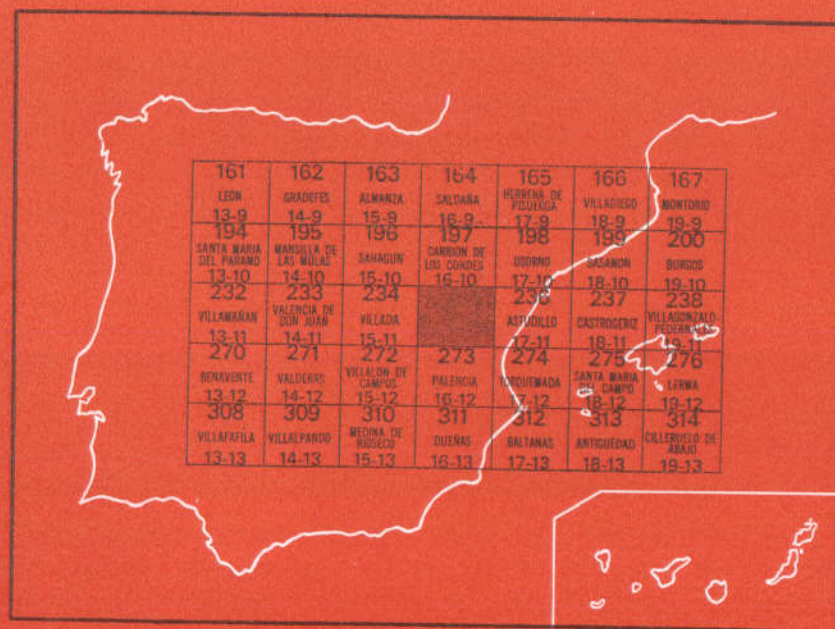 161 162 163 164 165 166 167
LEON GRADEFES ALMANZA SALDAÑA HERRERA DE PISUERGA VILLADIEGO MONTORIO
13-9 14-9 15-9 16-9 17-9 18-9 19-9
194 195 196 197 198 199 200
SANTA MARIA DEL PARAMO MANSILLA DE LAS MULAS SAHAGUN CARRION DE LOS CONDES OSORNO SASAMON BURGOS
13-10 14-10 15-10 16-10 17-10 18-10 19-10
232 233 234 236 237 238
VILLAMAÑAN VALENCIA DE DON JUAN VILLADA ASTUDILLO CASTROGERIZ VILLAGONZALO PEDERNALES
13-11 14-11 15-11 17-11 18-11 19-11
270 271 272 273 274 275 276
BENAVENTE VALDERAS VILLALON DE CAMPOS PALENCIA TORQUEMADA SANTA MARIA DEL CAMPO LERMA
13-12 14-12 15-12 16-12 17-12 18-12 19-12
308 309 310 311 312 313 314
VILLAFAFILA VILLALPANDO MEDINA DE RIOSECO DUEÑAS BALTANAS ANTIGÜEDAD CILLERUELO DE ABAJO
13-13 14-13 15-13 16-13 17-13 18-13 19-13